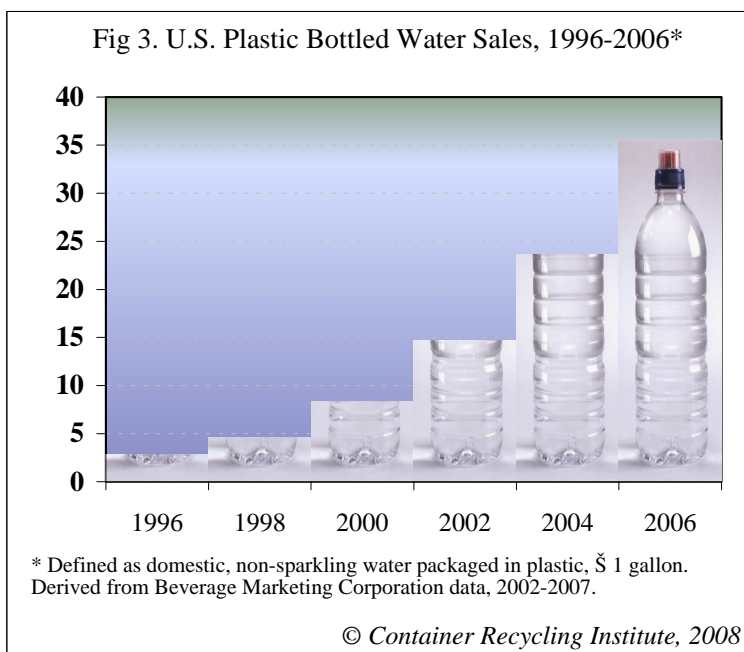 Fig 3. U.S. Plastic Bottled Water Sales, 1996-2006*
40
35
30
25
20
15
10
5
0
1996 1998 2000 2002 2004 2006
* Defined as domestic, non-sparkling water packaged in plastic, Š 1 gallon.
Derived from Beverage Marketing Corporation data, 2002-2007.
© Container Recycling Institute, 2008